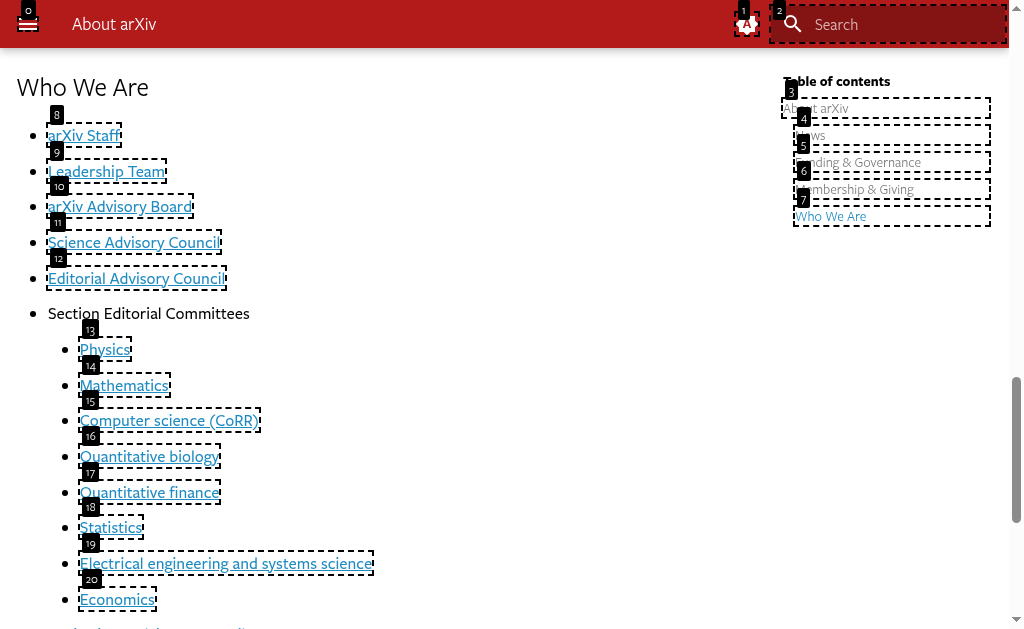 0
About arXiv
1
A
2
Search
Who We Are
8
arXiv Staff
9
Leadership Team
10
arXiv Advisory Board
11
Science Advisory Council
12
Editorial Advisory Council
Section Editorial Committees
13
Physics
14
Mathematics
15
Computer science (CoRR)
16
Quantitative biology
17
Quantitative finance
18
Statistics
19
Electrical engineering and systems science
20
Economics
Table of contents
3
About arXiv
4
News
5
Funding & Governance
6
Membership & Giving
7
Who We Are